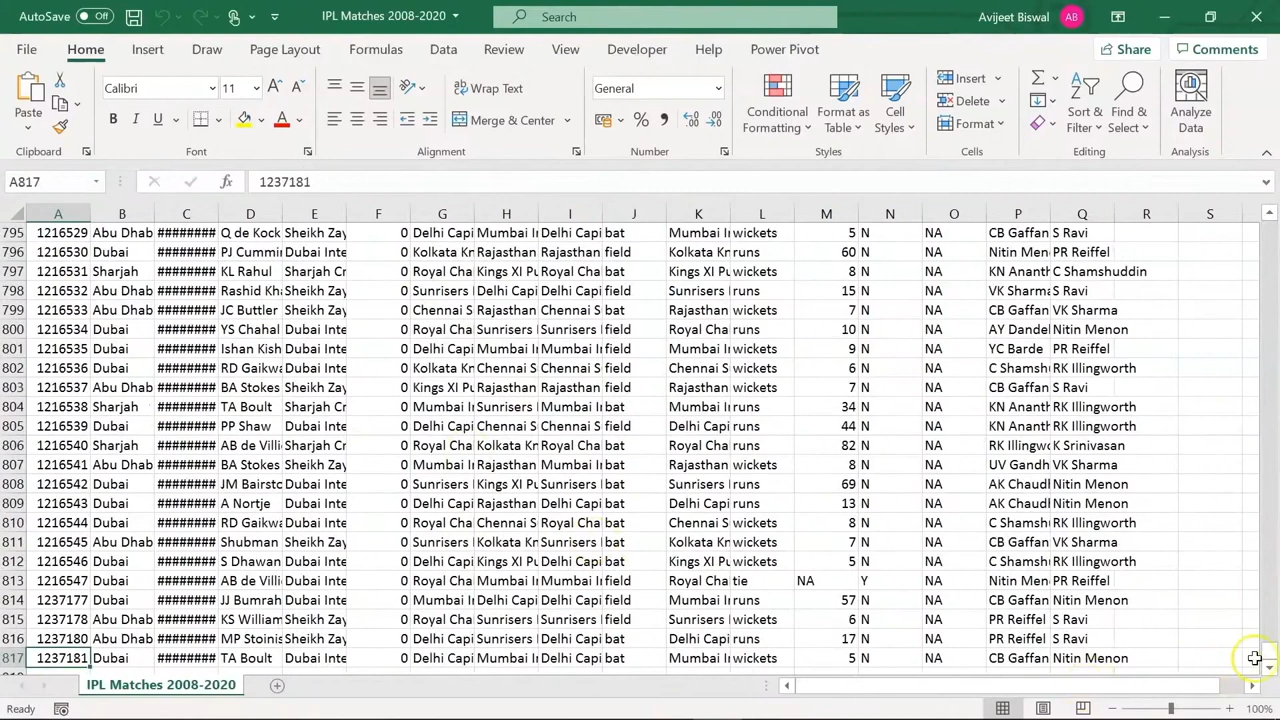 AutoSave Off IPL Matches 2008-2020 Search Avijeet Biswal AB
File Home Insert Draw Page Layout Formulas Data Review View Developer Help Power Pivot Share Comments
Paste Calibri 11 Wrap Text General Conditional Formatting Format as Table Cell Styles Insert Sort & Filter Find & Select Analyze Data
B I U A Merge & Center % Delete
Format
Clipboard Font Alignment Number Styles Cells Editing Analysis
A817 fx 1237181
A B C D E F G H I J K L M N O P Q R S
795 1216529 Abu Dhab ######## Q de Kock Sheikh Zay 0 Delhi Capi Mumbai I Delhi Capi bat Mumbai I wickets 5 N NA CB Gaffan S Ravi
796 1216530 Dubai ######## PJ Cummin Dubai Inte 0 Kolkata Kn Rajasthan Rajasthan field Kolkata Kn runs 60 N NA Nitin Men PR Reiffel
797 1216531 Sharjah ######## KL Rahul Sharjah Cr 0 Royal Cha Kings XI Pu Royal Cha bat Kings XI Pu wickets 8 N NA KN Ananth C Shamshuddin
798 1216532 Abu Dhab ######## Rashid Kha Dubai Inte 0 Sunrisers Delhi Capi Delhi Capi field Sunrisers runs 15 N NA VK Sharma S Ravi
799 1216533 Abu Dhab ######## JC Buttler Sheikh Zay 0 Chennai S Rajasthan Chennai S bat Rajasthan wickets 7 N NA CB Gaffan VK Sharma
800 1216534 Dubai ######## YS Chahal Dubai Inte 0 Royal Cha Sunrisers Sunrisers field Royal Cha runs 10 N NA AY Dandel Nitin Menon
801 1216535 Dubai ######## Ishan Kish Dubai Inte 0 Delhi Capi Mumbai I Mumbai I field Mumbai I wickets 9 N NA YC Barde PR Reiffel
802 1216536 Dubai ######## RD Gaikwa Dubai Inte 0 Kolkata Kn Chennai S Chennai S field Chennai S wickets 6 N NA C Shamsh RK Illingworth
803 1216537 Abu Dhab ######## BA Stokes Sheikh Zay 0 Kings XI Pu Rajasthan Rajasthan field Rajasthan wickets 7 N NA CB Gaffan S Ravi
804 1216538 Sharjah ######## TA Boult Sharjah Cr 0 Mumbai I Sunrisers Mumbai I bat Mumbai I runs 34 N NA KN Ananth RK Illingworth
805 1216539 Dubai ######## PP Shaw Dubai Inte 0 Delhi Capi Chennai S Chennai S field Delhi Capi runs 44 N NA KN Ananth RK Illingworth
806 1216540 Sharjah ######## AB de Villi Sharjah Cr 0 Royal Cha Kolkata Kn Royal Cha bat Royal Cha runs 82 N NA RK Illingwo K Srinivasan
807 1216541 Abu Dhab ######## BA Stokes Sheikh Zay 0 Mumbai I Rajasthan Mumbai I bat Rajasthan wickets 8 N NA UV Gandh VK Sharma
808 1216542 Dubai ######## JM Bairsto Dubai Inte 0 Sunrisers Kings XI Pu Sunrisers bat Sunrisers runs 69 N NA AK Chaudh Nitin Menon
809 1216543 Dubai ######## A Nortje Dubai Inte 0 Delhi Capi Rajasthan Delhi Capi bat Delhi Capi runs 13 N NA AK Chaudh Nitin Menon
810 1216544 Dubai ######## RD Gaikwa Dubai Inte 0 Royal Cha Chennai S Royal Cha bat Chennai S wickets 8 N NA C Shamsh RK Illingworth
811 1216545 Abu Dhab ######## Shubman Sheikh Zay 0 Sunrisers Kolkata Kn Sunrisers bat Kolkata Kn wickets 7 N NA CB Gaffan VK Sharma
812 1216546 Dubai ######## S Dhawan Dubai Inte 0 Delhi Capi Kings XI Pu Delhi Capi bat Kings XI Pu wickets 5 N NA C Shamsh RK Illingworth
813 1216547 Dubai ######## AB de Villi Dubai Inte 0 Royal Cha Mumbai I Mumbai I field Royal Cha tie NA Y NA Nitin Men PR Reiffel
814 1237177 Dubai ######## JJ Bumrah Dubai Inte 0 Mumbai I Delhi Capi Delhi Capi field Mumbai I runs 57 N NA CB Gaffan Nitin Menon
815 1237178 Abu Dhab ######## KS William Sheikh Zay 0 Royal Cha Sunrisers Sunrisers field Sunrisers wickets 6 N NA PR Reiffel S Ravi
816 1237180 Abu Dhab ######## MP Stoinis Sheikh Zay 0 Delhi Capi Sunrisers Delhi Capi bat Delhi Capi runs 17 N NA PR Reiffel S Ravi
817 1237181 Dubai ######## TA Boult Dubai Inte 0 Delhi Capi Mumbai I Delhi Capi bat Mumbai I wickets 5 N NA CB Gaffan Nitin Menon
IPL Matches 2008-2020
Ready 100%